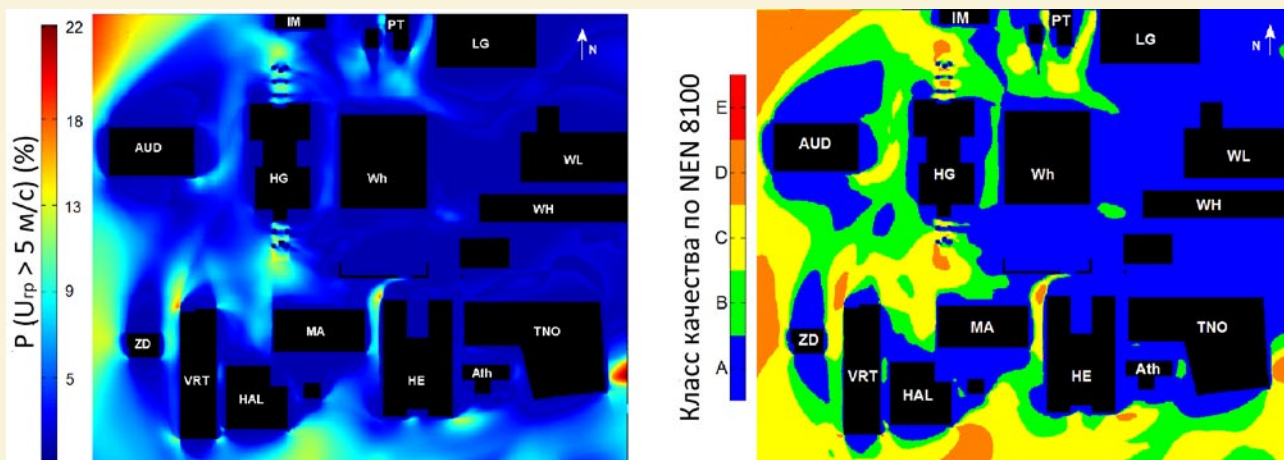 P (Uгр > 5 м/с) (%)
22
18
13
9
5
IM
PT
LG
N
AUD
HG
Wh
WL
WH
ZD
VRT
HAL
MA
HE
Ath
TNO
Класс качества по NEN 8100
E
D
C
B
A
IM
PT
LG
N
AUD
HG
Wh
WL
WH
ZD
VRT
HAL
MA
HE
Ath
TNO